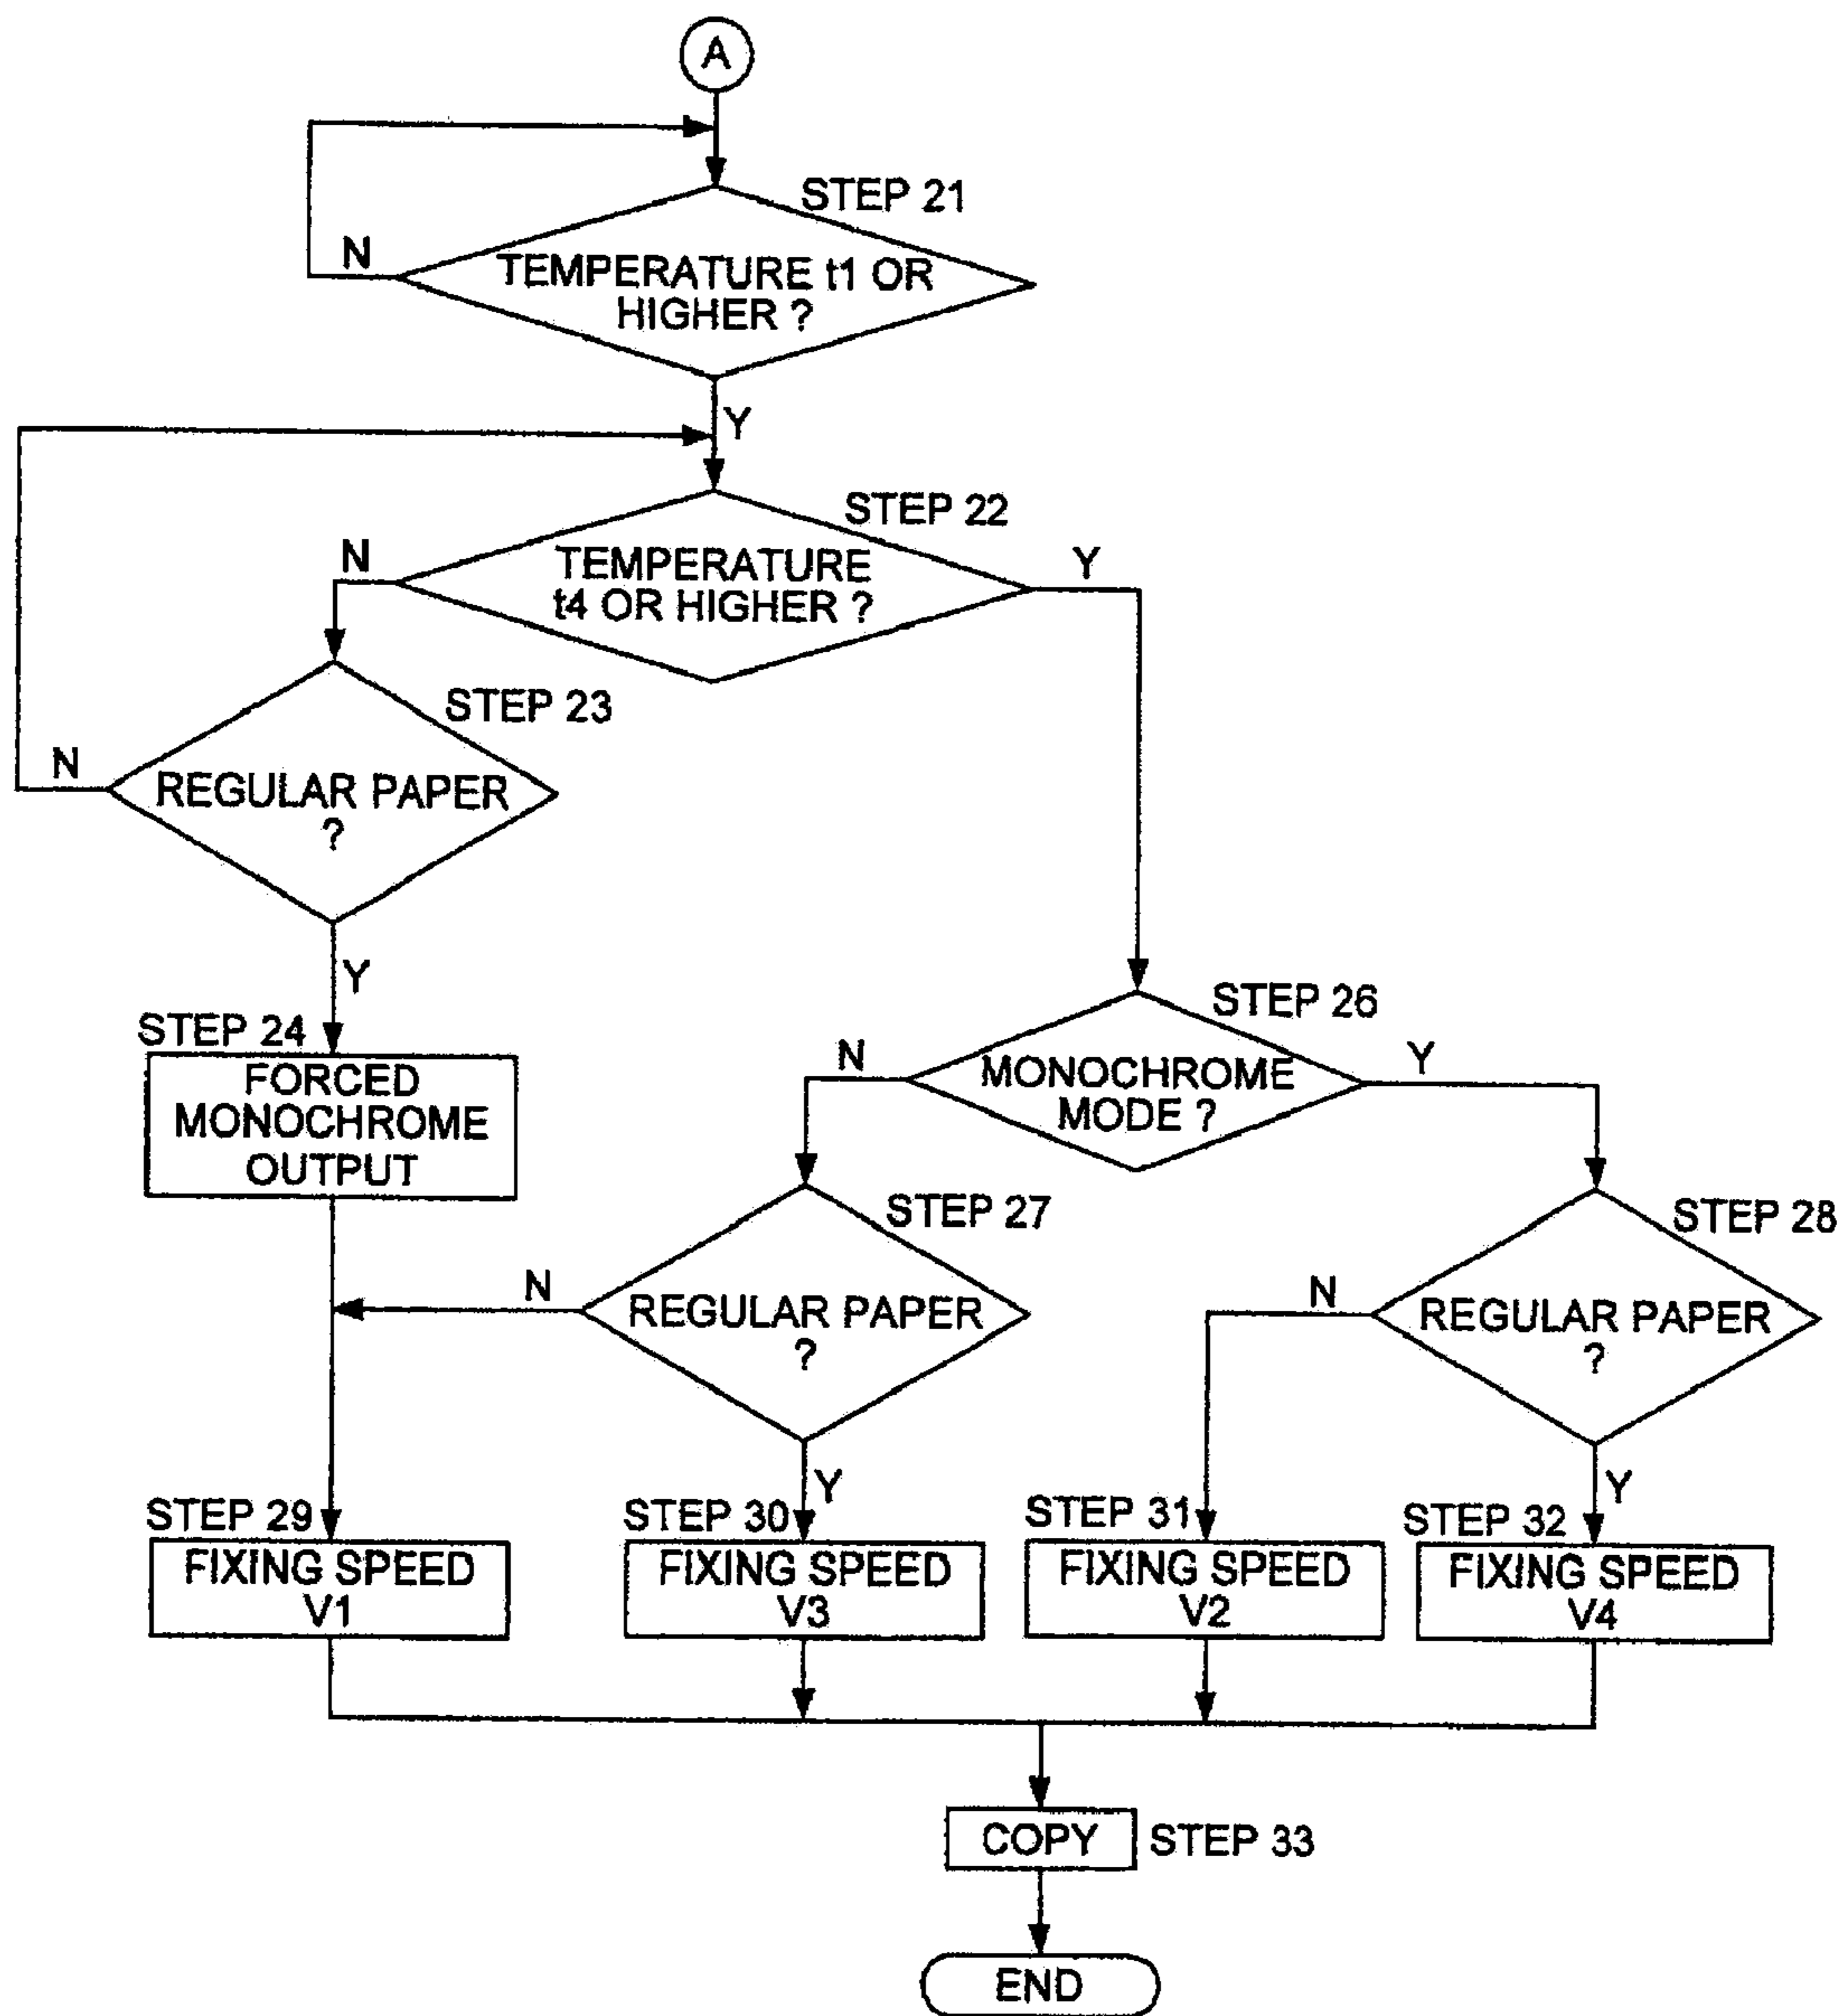 A
STEP 21
N
TEMPERATURE t1 OR
HIGHER ?
Y
STEP 22
N
TEMPERATURE
t4 OR HIGHER ?
Y
STEP 23
N
REGULAR PAPER
?
Y
STEP 24
FORCED
MONOCHROME
OUTPUT
STEP 26
N
MONOCHROME
MODE ?
Y
STEP 27
N
REGULAR PAPER
?
Y
STEP 28
N
REGULAR PAPER
?
Y
STEP 29
FIXING SPEED
V1
STEP 30
FIXING SPEED
V3
STEP 31
FIXING SPEED
V2
STEP 32
FIXING SPEED
V4
COPY
STEP 33
END